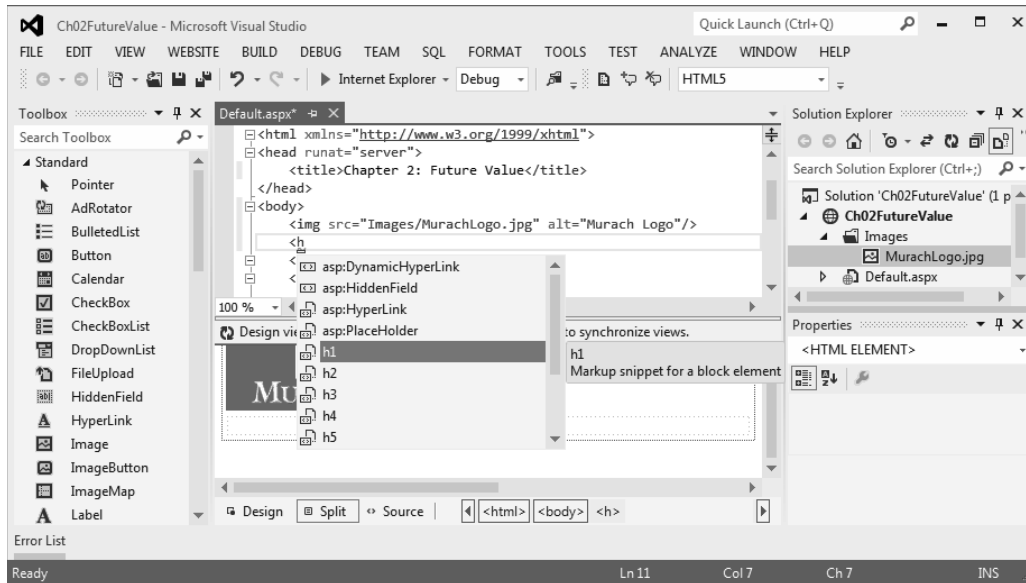 Ch02FutureValue - Microsoft Visual Studio
Quick Launch (Ctrl+Q)
FILE EDIT VIEW WEBSITE BUILD DEBUG TEAM SQL FORMAT TOOLS TEST ANALYZE WINDOW HELP
Internet Explorer Debug HTML5
Toolbox
Search Toolbox
Standard
Pointer
AdRotator
BulletedList
Button
Calendar
CheckBox
CheckBoxList
DropDownList
FileUpload
HiddenField
HyperLink
Image
ImageButton
ImageMap
Label
Default.aspx*
<html xmlns="http://www.w3.org/1999/xhtml">
<head runat="server">
<title>Chapter 2: Future Value</title>
</head>
<body>
<img src="Images/MurachLogo.jpg" alt="Murach Logo"/>
<h
<
<
asp:DynamicHyperLink
asp:HiddenField
asp:HyperLink
asp:PlaceHolder
h1
h2
h3
h4
h5
h1
Markup snippet for a block element
100 %
Design vie
to synchronize views.
Mu
Design Split Source <html> <body> <h>
Solution Explorer
Search Solution Explorer (Ctrl+;)
Solution 'Ch02FutureValue' (1 p
Ch02FutureValue
Images
MurachLogo.jpg
Default.aspx
Properties
<HTML ELEMENT>
Error List
Ready Ln 11 Col 7 Ch 7 INS